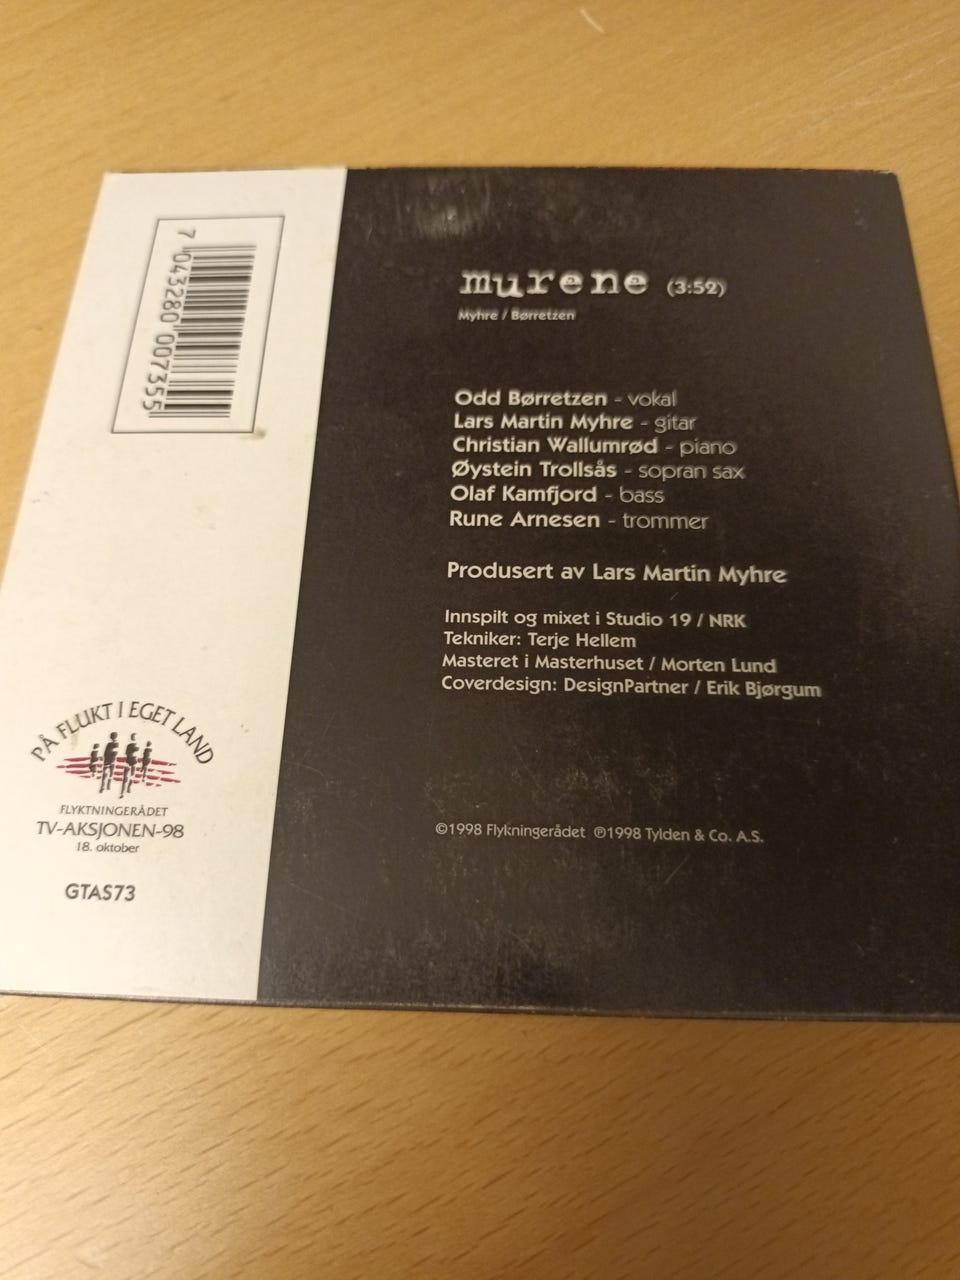 7 043280 007355
murene (3:52)
Myhre / Børretzen
Odd Børretzen - vokal
Lars Martin Myhre - gitar
Christian Wallumrød - piano
Øystein Trollsås - sopran sax
Olaf Kamfjord - bass
Rune Arnesen - trommer
Produsert av Lars Martin Myhre
Innspilt og mixet i Studio 19 / NRK
Tekniker: Terje Hellem
Masteret i Masterhuset / Morten Lund
Coverdesign: DesignPartner / Erik Bjørgum
©1998 Flykningerådet ℗1998 Tylden & Co. A.S.
PÅ FLUKT I EGET LAND
FLYKTNINGERÅDET
TV-AKSJONEN-98
18. oktober
GTAS73